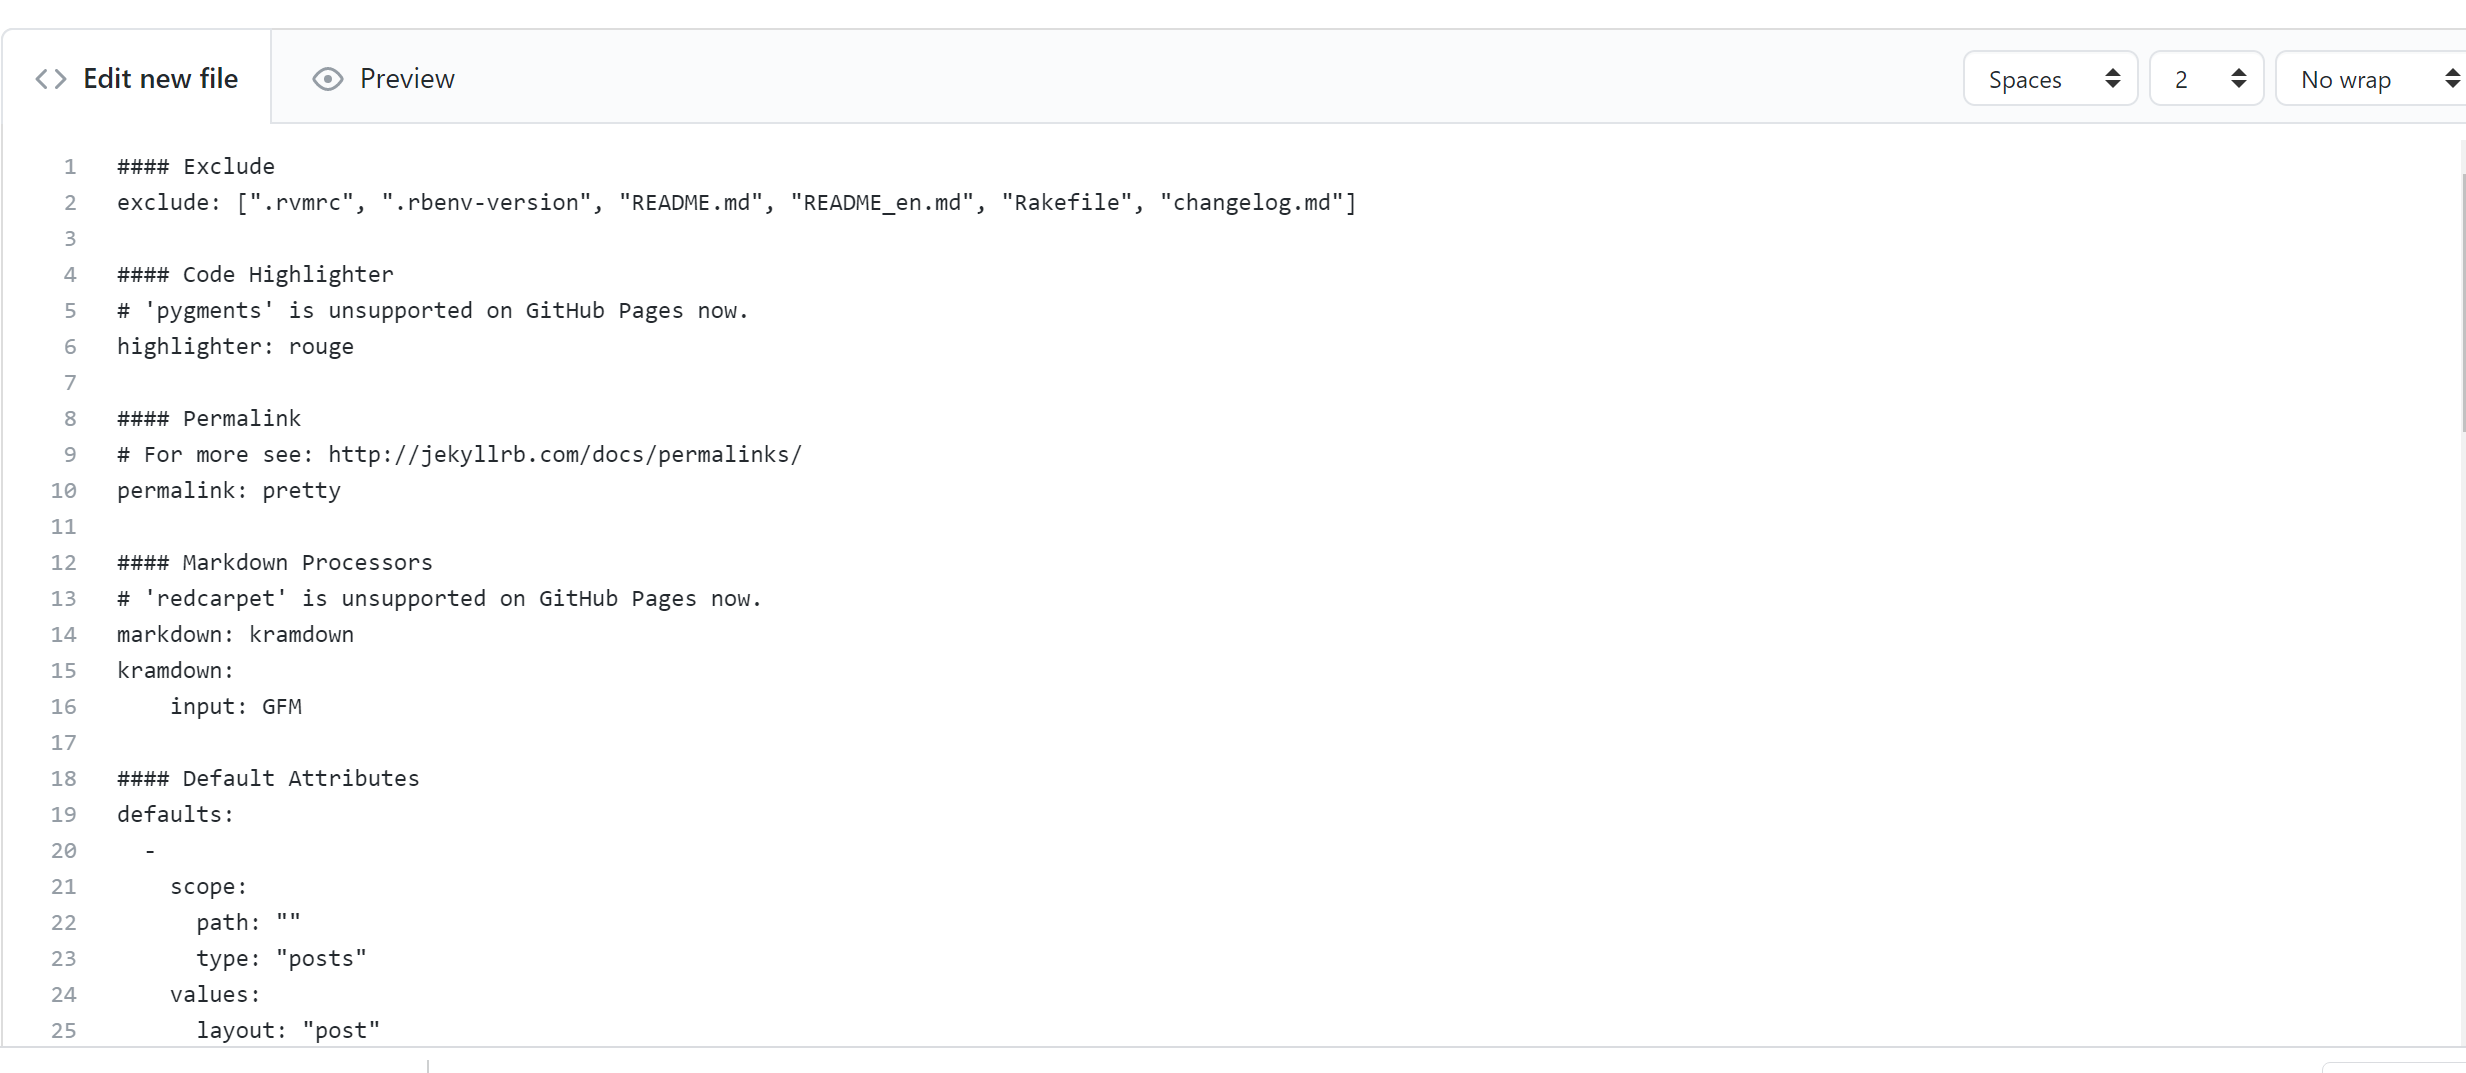 Edit new file Preview Spaces 2 No wrap
1 #### Exclude
2 exclude: [".rvmrc", ".rbenv-version", "README.md", "README_en.md", "Rakefile", "changelog.md"]
3
4 #### Code Highlighter
5 # 'pygments' is unsupported on GitHub Pages now.
6 highlighter: rouge
7
8 #### Permalink
9 # For more see: http://jekyllrb.com/docs/permalinks/
10 permalink: pretty
11
12 #### Markdown Processors
13 # 'redcarpet' is unsupported on GitHub Pages now.
14 markdown: kramdown
15 kramdown:
16     input: GFM
17
18 #### Default Attributes
19 defaults:
20   -
21     scope:
22       path: ""
23       type: "posts"
24     values:
25       layout: "post"